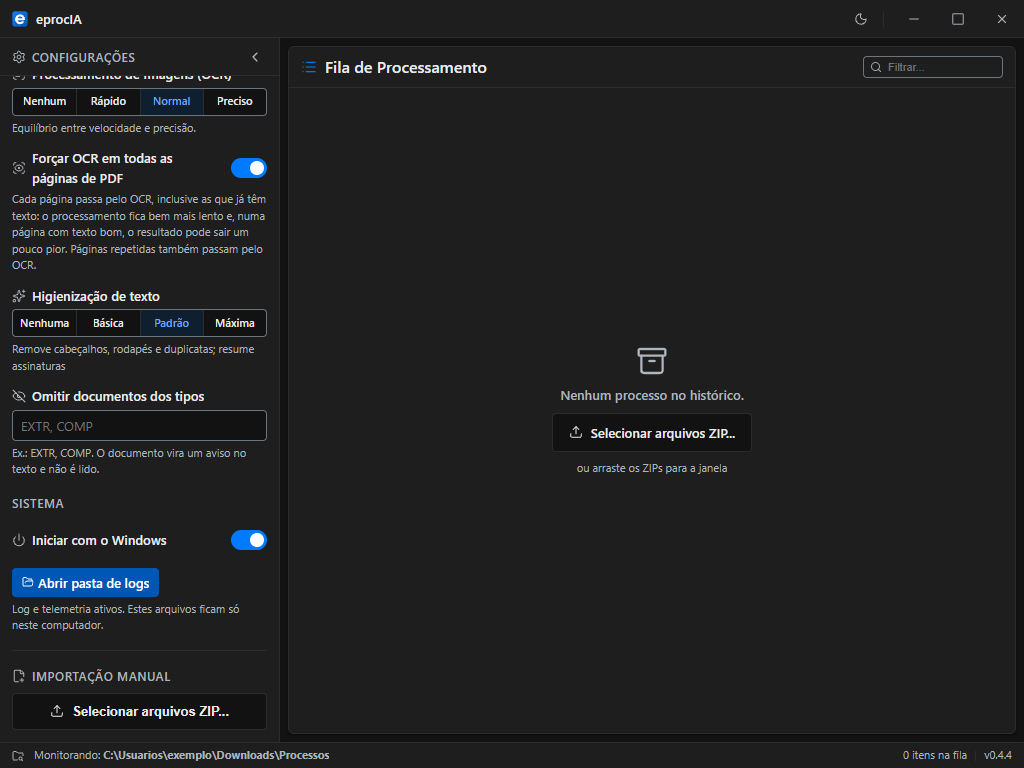 eprocIA
CONFIGURAÇÕES
Processamento de imagens (OCR)
Nenhum Rápido Normal Preciso
Equilíbrio entre velocidade e precisão.
Forçar OCR em todas as
páginas de PDF
Cada página passa pelo OCR, inclusive as que já têm
texto: o processamento fica bem mais lento e, numa
página com texto bom, o resultado pode sair um
pouco pior. Páginas repetidas também passam pelo
OCR.
Higienização de texto
Nenhuma Básica Padrão Máxima
Remove cabeçalhos, rodapés e duplicatas; resume
assinaturas
Omitir documentos dos tipos
EXTR, COMP
Ex.: EXTR, COMP. O documento vira um aviso no
texto e não é lido.
SISTEMA
Iniciar com o Windows
Abrir pasta de logs
Log e telemetria ativos. Estes arquivos ficam só
neste computador.
IMPORTAÇÃO MANUAL
Selecionar arquivos ZIP...
Fila de Processamento
Filtrar...
Nenhum processo no histórico.
Selecionar arquivos ZIP...
ou arraste os ZIPs para a janela
Monitorando: C:\Usuarios\exemplo\Downloads\Processos
0 itens na fila
v0.4.4